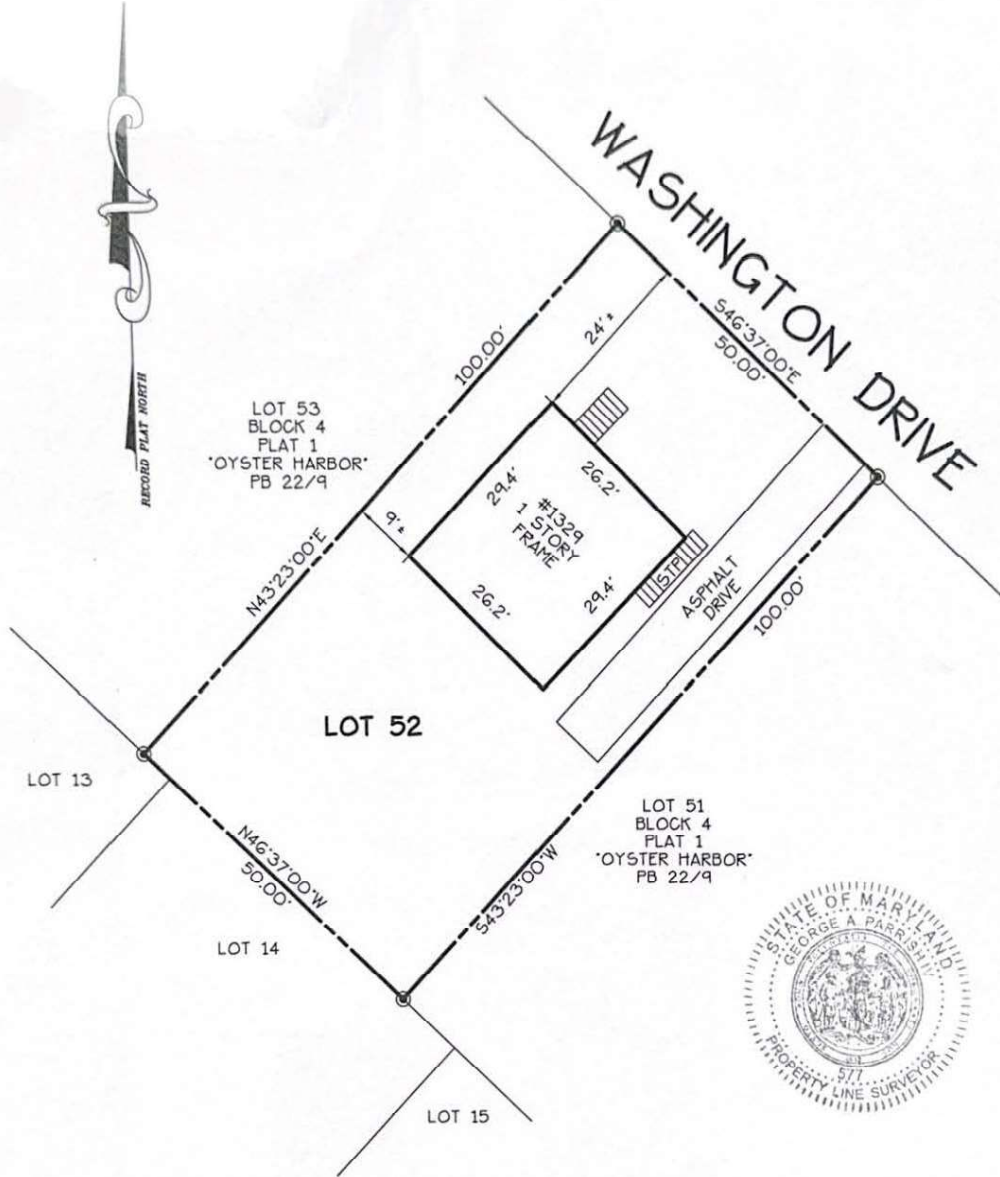 WASHINGTON DRIVE
S46°37'00"E
50.00'
24'±
100.00'
RECORD PLAT NORTH
LOT 53
BLOCK 4
PLAT 1
"OYSTER HARBOR"
PB 22/9
N43°23'00"E
9'±
29.4'
26.2'
#1329
1 STORY
FRAME
26.2'
29.4'
STP
ASPHALT
DRIVE
100.00'
LOT 52
LOT 13
N46°37'00"W
50.00'
LOT 14
S43°23'00"W
LOT 51
BLOCK 4
PLAT 1
"OYSTER HARBOR"
PB 22/9
LOT 15
STATE OF MARYLAND
GEORGE A PARRISH
577
PROPERTY LINE SURVEYOR